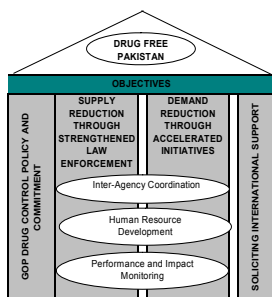 DRUG FREE
PAKISTAN
OBJECTIVES
GOP DRUG CONTROL POLICY AND
COMMITMENT
SUPPLY
REDUCTION
THROUGH
STRENGTHENED
LAW
ENFORCEMENT
DEMAND
REDUCTION
THROUGH
ACCELERATED
INITIATIVES
SOLICITING INTERNATIONAL SUPPORT
Inter-Agency Coordination
Human Resource
Development
Performance and Impact
Monitoring